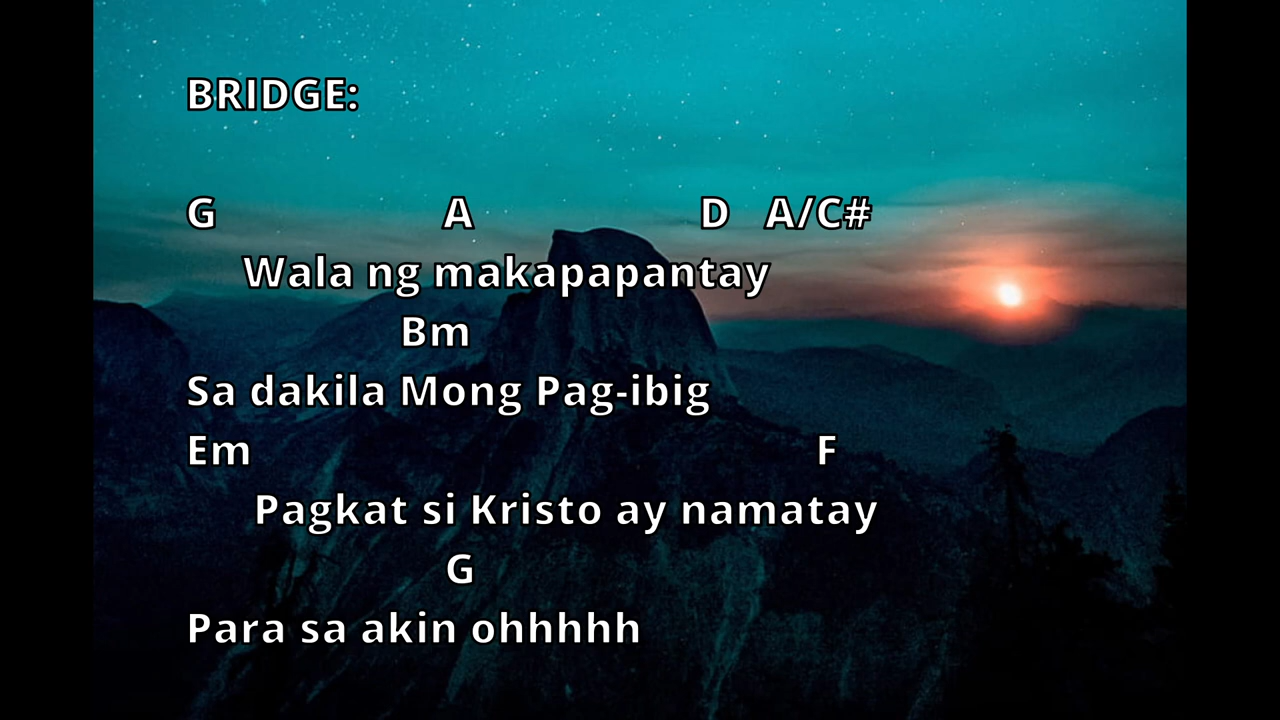 BRIDGE:
G A D A/C#
Wala ng makapapantay
Bm
Sa dakila Mong Pag-ibig
Em F
Pagkat si Kristo ay namatay
G
Para sa akin ohhhhh